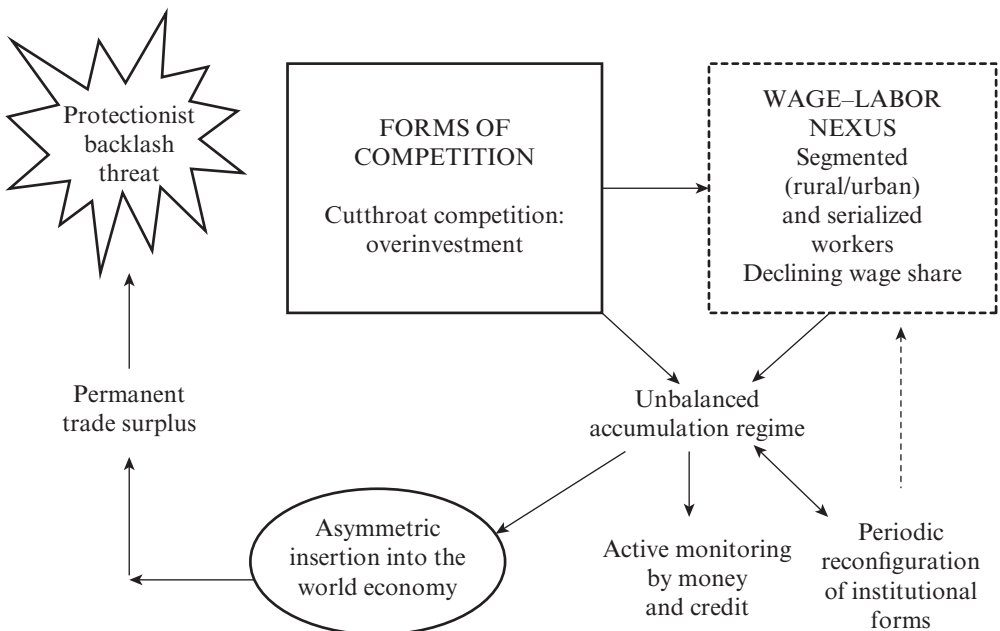 Protectionist
backlash
threat
FORMS OF
COMPETITION
Cutthroat competition:
overinvestment
WAGE–LABOR
NEXUS
Segmented
(rural/urban)
and serialized
workers
Declining wage share
Permanent
trade surplus
Unbalanced
accumulation regime
Asymmetric
insertion into the
world economy
Active monitoring
by money
and credit
Periodic
reconfiguration
of institutional
forms